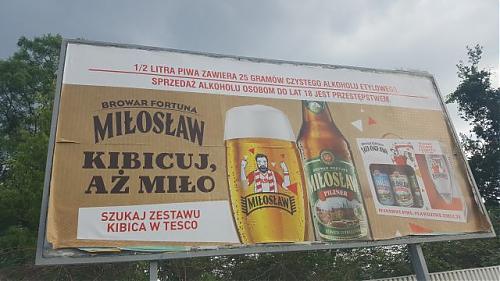 1/2 LITRA PIWA ZAWIERA 25 GRAMÓW CZYSTEGO ALKOHOLU ETYLOWEGO
SPRZEDAŻ ALKOHOLU OSOBOM DO LAT 18 JEST PRZESTĘPSTWEM
BROWAR FORTUNA
MIŁOSŁAW
KIBICUJ,
AŻ MIŁO
SZUKAJ ZESTAWU
KIBICA W TESCO
MIŁOSŁAW
MIŁOSŁAW
PILZNER
MIŁOSŁAW